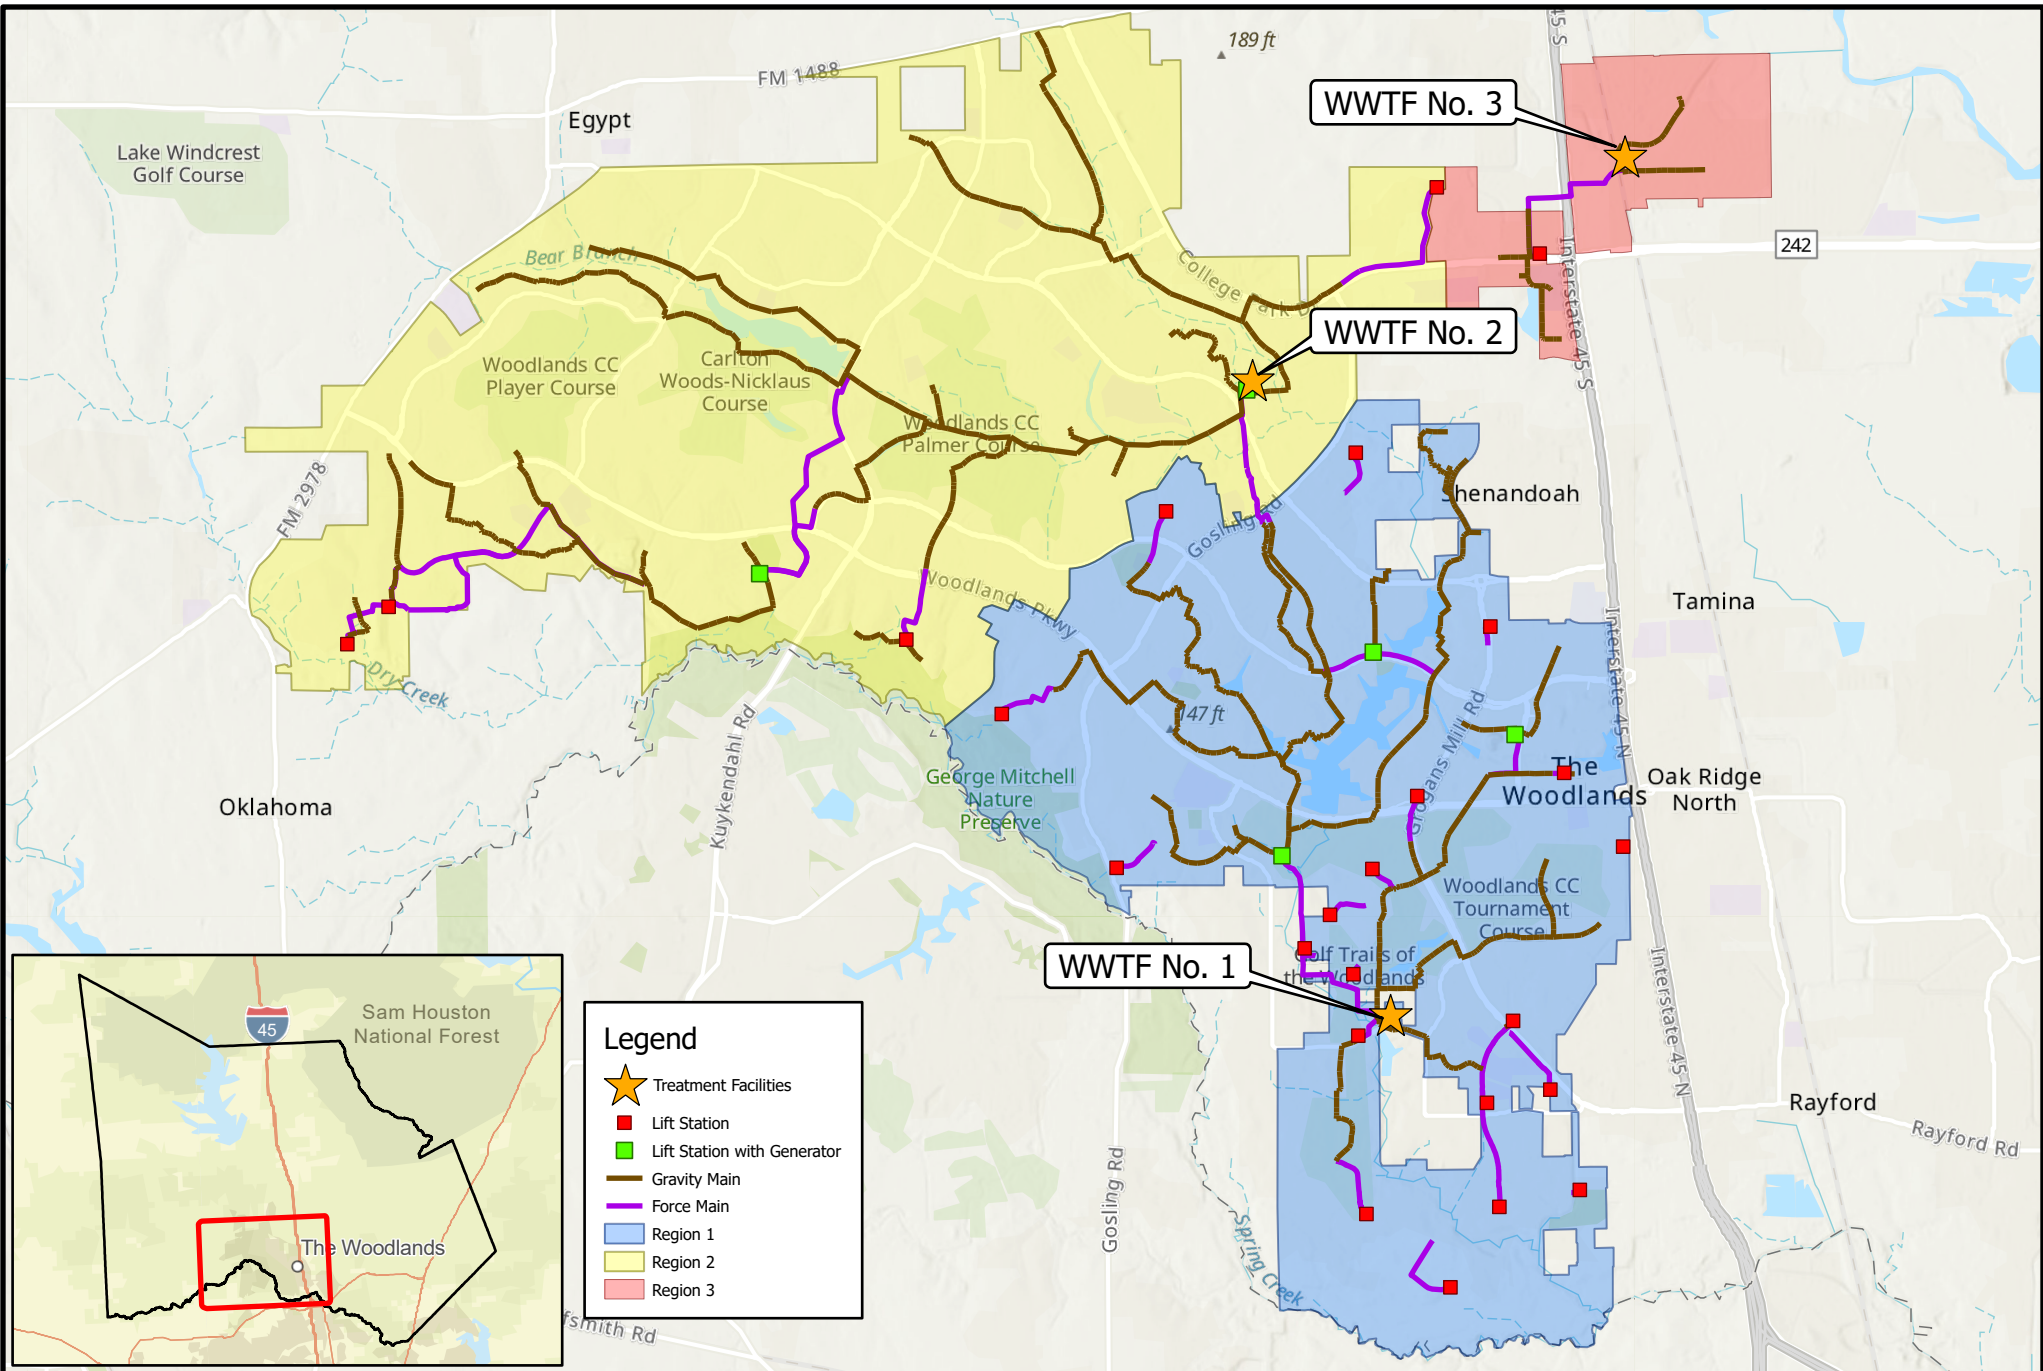 45 S
189 ft
FM 1488
WWTF No. 3
Egypt
Lake Windcrest
Golf Course
242
Bear Branch
College Park D
Interstate 45 S
WWTF No. 2
Woodlands CC
Player Course
Carlton
Woods-Nicklaus
Course
Woodlands CC
Palmer Course
FM 2978
Shenandoah
Gosling Rd
Woodlands Pkwy
Tamina
Interstate 45 N
Dry Creek
147 ft
Kuykendahl Rd
Grogans Mill Rd
George Mitchell
Nature
Preserve
The
Woodlands
Oak Ridge
North
Oklahoma
Woodlands CC
Tournament
Course
Golf Trails of
the Woodlands
WWTF No. 1
Interstate 45 N
Sam Houston
National Forest
45
The Woodlands
Legend
Treatment Facilities
Lift Station
Lift Station with Generator
Gravity Main
Force Main
Region 1
Region 2
Region 3
Rayford
Rayford Rd
Gosling Rd
Spring Creek
fsmith Rd